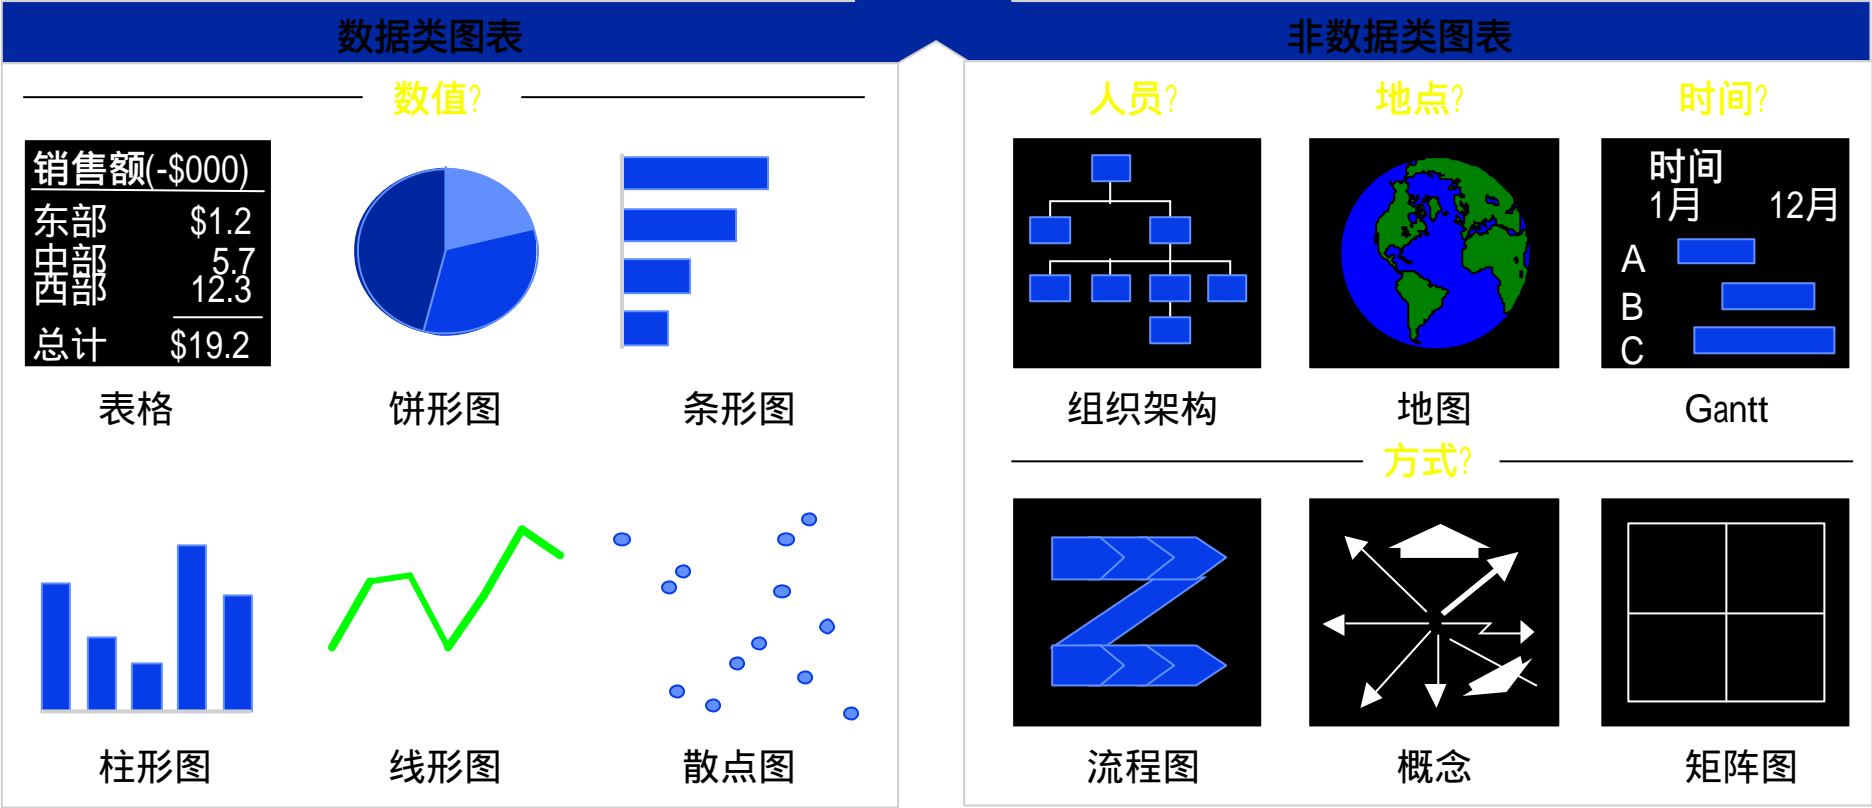 数据类图表
数值?
销售额(-$000)
东部 $1.2
中部 5.7
西部 12.3
总计 $19.2
表格
饼形图
条形图
柱形图
线形图
散点图
非数据类图表
人员?
地点?
时间?
时间
1月 12月
A
B
C
组织架构
地图
Gantt
方式?
流程图
概念
矩阵图